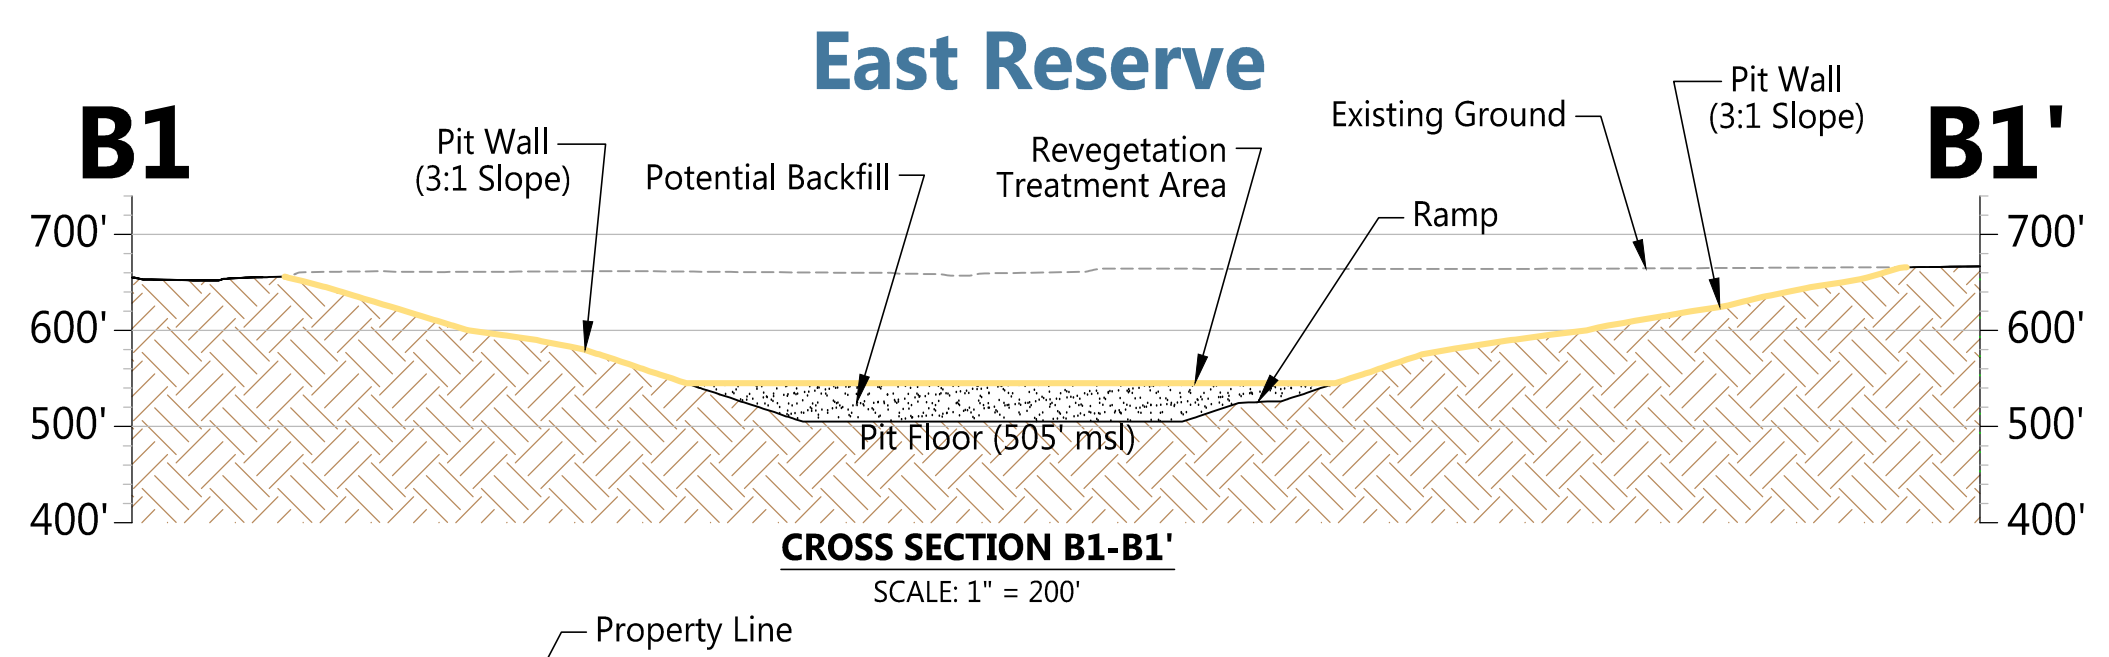 East Reserve
B1
B1'
Pit Wall
(3:1 Slope)
Potential Backfill
Revegetation
Treatment Area
Existing Ground
Pit Wall
(3:1 Slope)
Ramp
700'
700'
600'
600'
500'
500'
Pit Floor (505' msl)
400'
400'
CROSS SECTION B1-B1'
SCALE: 1" = 200'
Property Line